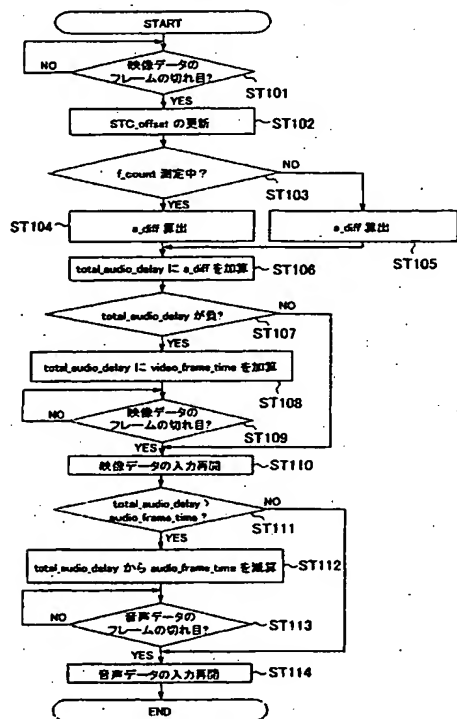 START
映像データの
フレームの切れ目?
NO
ST101
YES
STC_offset の更新
ST102
f_count 測定中?
NO
ST103
YES
ST104
a_diff 算出
a_diff 算出
ST105
total_audio_delay に a_diff を加算
ST106
total_audio_delay が負?
NO
ST107
YES
total_audio_delay に video_frame_time を加算
ST108
映像データの
フレームの切れ目?
NO
ST109
YES
映像データの入力再開
ST110
total_audio_delay >
audio_frame_time ?
NO
ST111
YES
total_audio_delay から audio_frame_time を減算
ST112
音声データの
フレームの切れ目?
NO
ST113
YES
音声データの入力再開
ST114
END